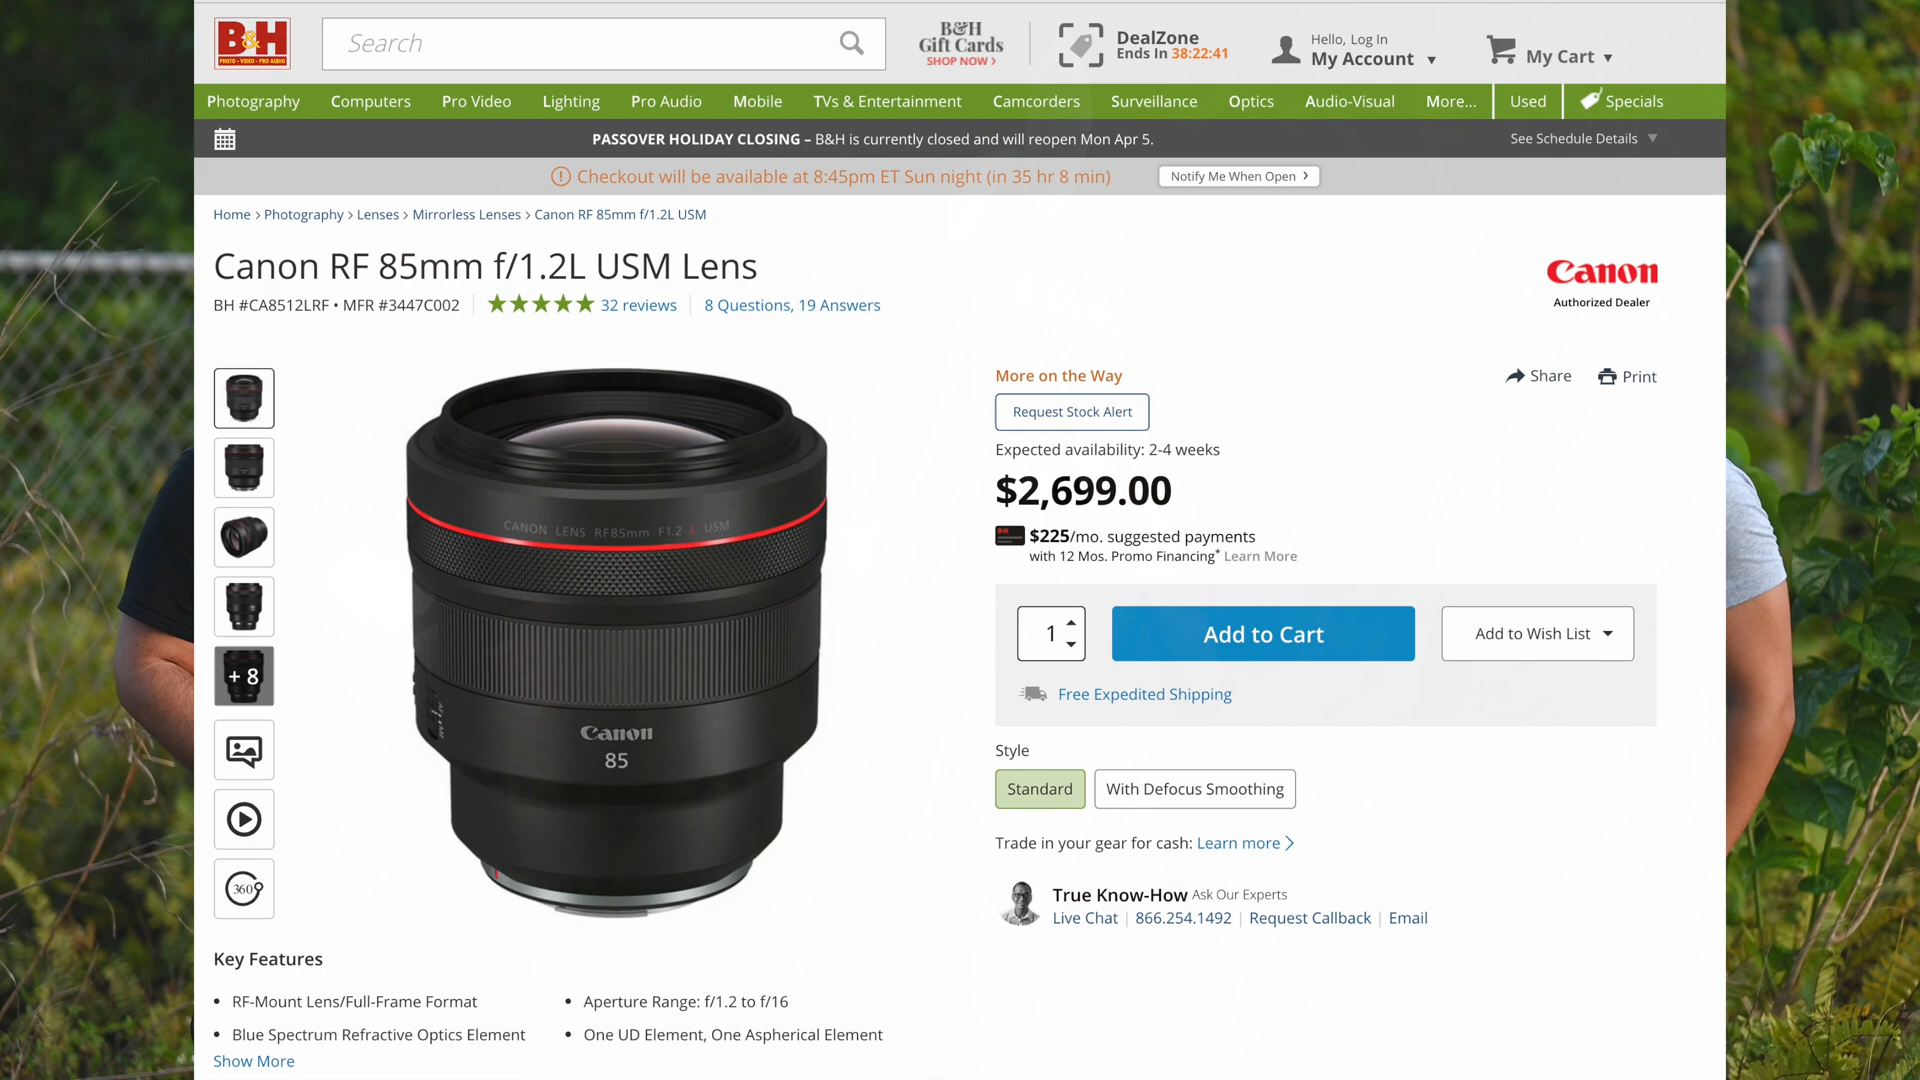 B&H
PHOTO - VIDEO - PRO AUDIO
Search
B&H
Gift Cards
SHOP NOW >
DealZone
Ends In 38:22:41
Hello, Log In
My Account
My Cart
Photography Computers Pro Video Lighting Pro Audio Mobile TVs & Entertainment Camcorders Surveillance Optics Audio-Visual More... Used Specials
PASSOVER HOLIDAY CLOSING – B&H is currently closed and will reopen Mon Apr 5.
See Schedule Details
Checkout will be available at 8:45pm ET Sun night (in 35 hr 8 min)
Notify Me When Open >
Home > Photography > Lenses > Mirrorless Lenses > Canon RF 85mm f/1.2L USM
Canon RF 85mm f/1.2L USM Lens
BH #CA8512LRF • MFR #3447C002
32 reviews
8 Questions, 19 Answers
Canon
Authorized Dealer
More on the Way
Share
Print
Request Stock Alert
Expected availability: 2-4 weeks
$2,699.00
$225/mo. suggested payments
with 12 Mos. Promo Financing* Learn More
1
Add to Cart
Add to Wish List
Free Expedited Shipping
Style
Standard
With Defocus Smoothing
Trade in your gear for cash: Learn more >
True Know-How Ask Our Experts
Live Chat | 866.254.1492 | Request Callback | Email
CANON LENS RF85mm F1.2 L USM
Canon
85
+ 8
360°
Key Features
• RF-Mount Lens/Full-Frame Format
• Aperture Range: f/1.2 to f/16
• Blue Spectrum Refractive Optics Element
• One UD Element, One Aspherical Element
Show More